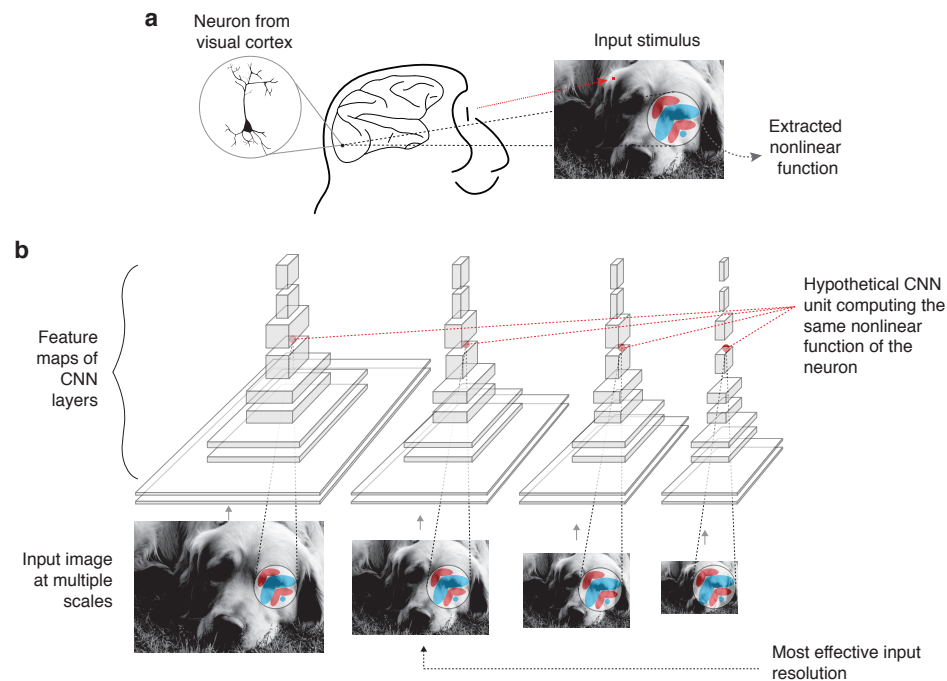 a
Neuron from
visual cortex
Input stimulus
Extracted
nonlinear
function
b
Feature
maps of
CNN
layers
Hypothetical CNN
unit computing the
same nonlinear
function of the
neuron
Input image
at multiple
scales
Most effective input
resolution